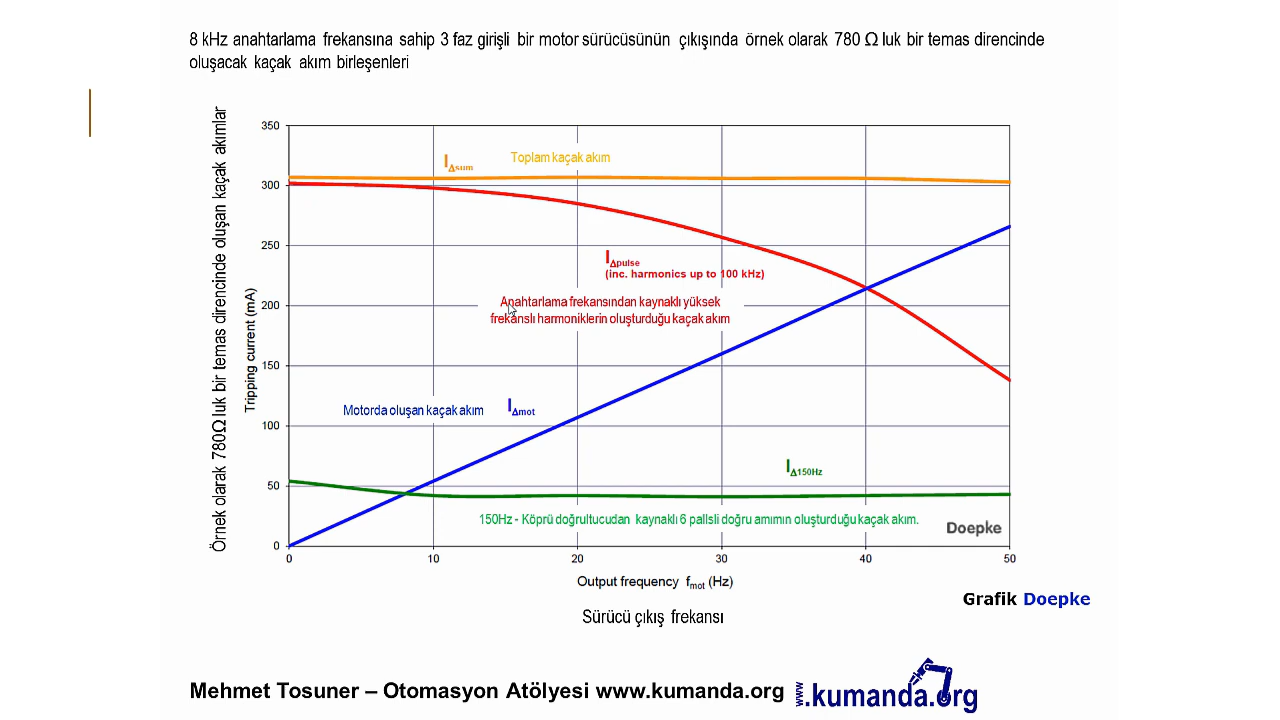 8 kHz anahtarlama frekansına sahip 3 faz girişli bir motor sürücüsünün çıkışında örnek olarak 780 Ω luk bir temas direncinde
oluşacak kaçak akım birleşenleri
Örnek olarak 780Ω luk bir temas direncinde oluşan kaçak akımlar
Tripping current (mA)
350
300
250
200
150
100
50
0
IΔsum
Toplam kaçak akım
IΔpulse
(inc. harmonics up to 100 kHz)
Anahtarlama frekansından kaynaklı yüksek
frekanslı harmoniklerin oluşturduğu kaçak akım
Motorda oluşan kaçak akım
IΔmot
IΔ150Hz
150Hz - Köprü doğrultucudan kaynaklı 6 pallsli doğru amımın oluşturduğu kaçak akım.
Doepke
0 10 20 30 40 50
Output frequency fmot (Hz)
Grafik Doepke
Sürücü çıkış frekansı
Mehmet Tosuner – Otomasyon Atölyesi www.kumanda.org
www.kumanda.org